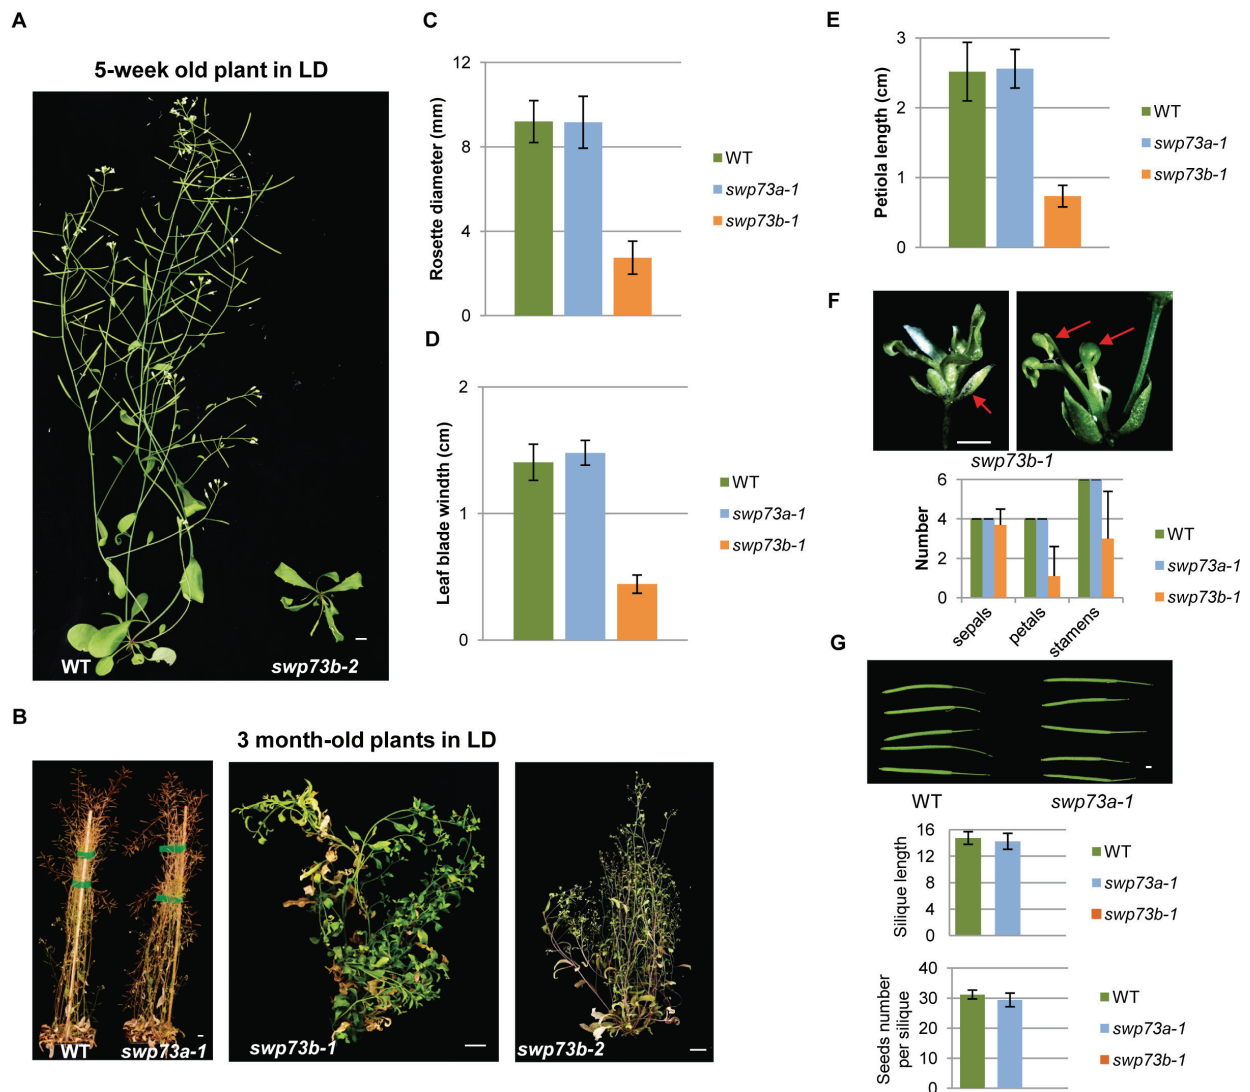 A
5-week old plant in LD
WT
swp73b-2
B
3 month-old plants in LD
WT
swp73a-1
swp73b-1
swp73b-2
C
Rosette diameter (mm)
12
8
4
0
WT
swp73a-1
swp73b-1
D
Leaf blade windth (cm)
2
1
0
WT
swp73a-1
swp73b-1
E
Petiola length (cm)
3
2
1
0
WT
swp73a-1
swp73b-1
F
swp73b-1
Number
6
4
2
0
sepals
petals
stamens
WT
swp73a-1
swp73b-1
G
WT
swp73a-1
Silique length
16
12
8
4
0
WT
swp73a-1
swp73b-1
Seeds number
per silique
40
30
20
10
0
WT
swp73a-1
swp73b-1